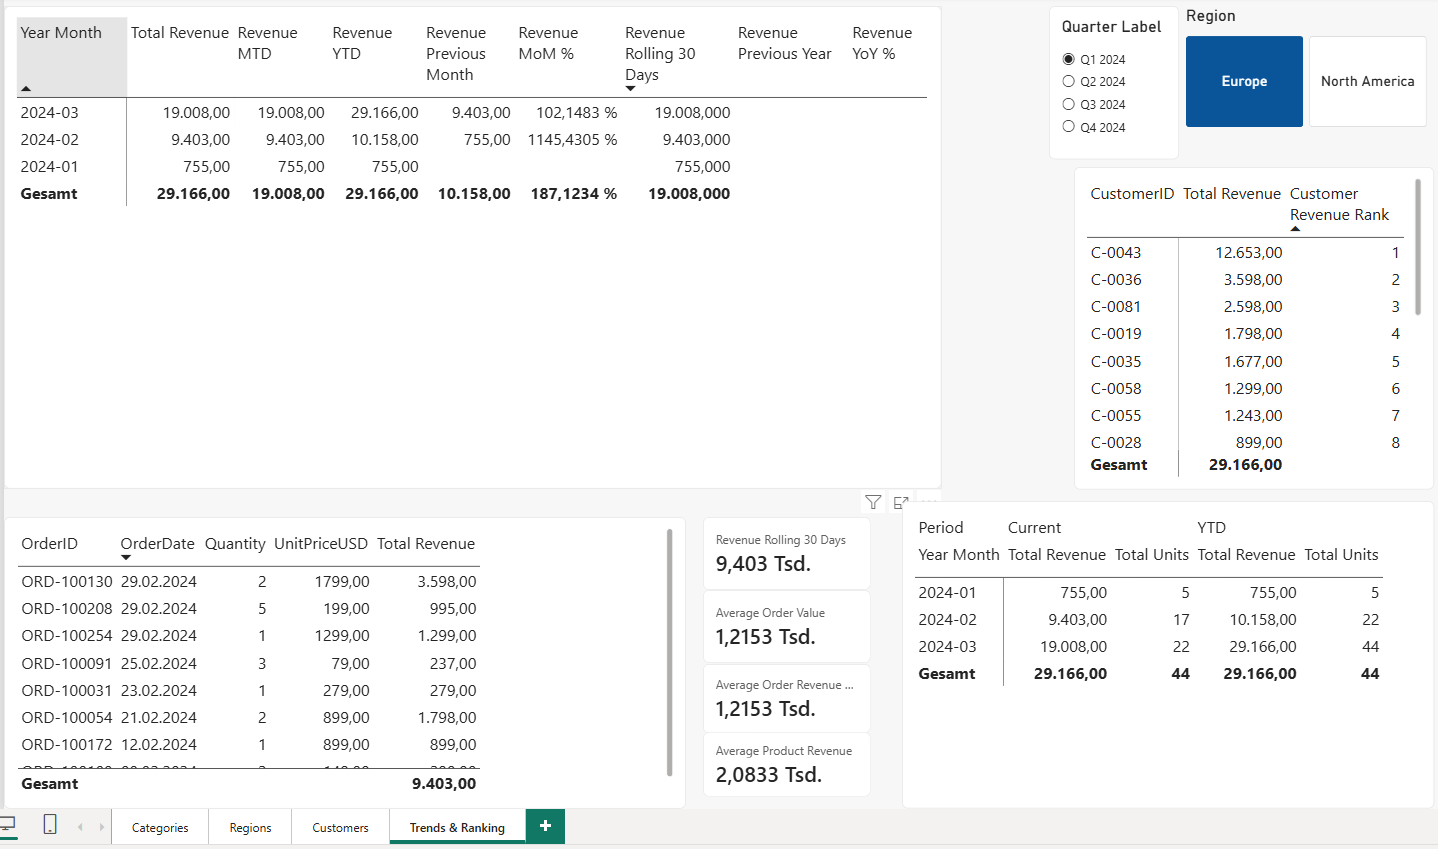 Year Month Total Revenue Revenue MTD Revenue YTD Revenue Previous Month Revenue MoM % Revenue Rolling 30 Days Revenue Previous Year Revenue YoY %
2024-03 19.008,00 19.008,00 29.166,00 9.403,00 102,1483 % 19.008,000
2024-02 9.403,00 9.403,00 10.158,00 755,00 1145,4305 % 9.403,000
2024-01 755,00 755,00 755,00 755,000
Gesamt 29.166,00 19.008,00 29.166,00 10.158,00 187,1234 % 19.008,000
Quarter Label
Q1 2024
Q2 2024
Q3 2024
Q4 2024
Region
Europe
North America
CustomerID Total Revenue Customer Revenue Rank
C-0043 12.653,00 1
C-0036 3.598,00 2
C-0081 2.598,00 3
C-0019 1.798,00 4
C-0035 1.677,00 5
C-0058 1.299,00 6
C-0055 1.243,00 7
C-0028 899,00 8
Gesamt 29.166,00
OrderID OrderDate Quantity UnitPriceUSD Total Revenue
ORD-100130 29.02.2024 2 1799,00 3.598,00
ORD-100208 29.02.2024 5 199,00 995,00
ORD-100254 29.02.2024 1 1299,00 1.299,00
ORD-100091 25.02.2024 3 79,00 237,00
ORD-100031 23.02.2024 1 279,00 279,00
ORD-100054 21.02.2024 2 899,00 1.798,00
ORD-100172 12.02.2024 1 899,00 899,00
Gesamt 9.403,00
Revenue Rolling 30 Days
9,403 Tsd.
Average Order Value
1,2153 Tsd.
Average Order Revenue ...
1,2153 Tsd.
Average Product Revenue
2,0833 Tsd.
Period Current YTD
Year Month Total Revenue Total Units Total Revenue Total Units
2024-01 755,00 5 755,00 5
2024-02 9.403,00 17 10.158,00 22
2024-03 19.008,00 22 29.166,00 44
Gesamt 29.166,00 44 29.166,00 44
Categories
Regions
Customers
Trends & Ranking
+